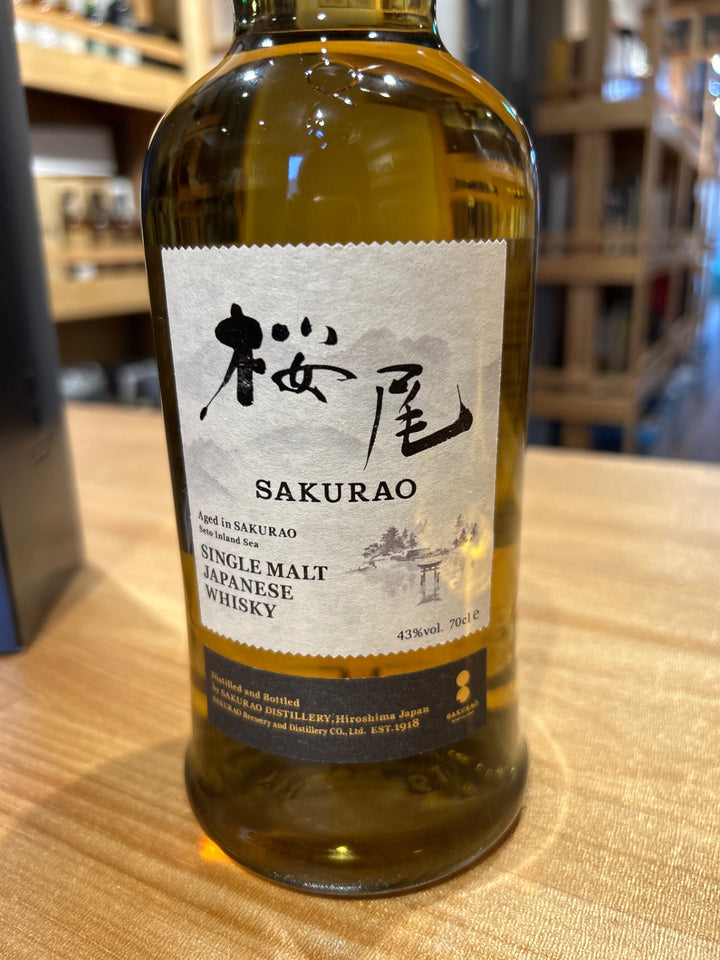 桜尾
SAKURAO
Aged in SAKURAO
Seto Inland Sea
SINGLE MALT
JAPANESE
WHISKY
43%vol. 70cl e
Distilled and Bottled
by SAKURAO DISTILLERY, Hiroshima Japan
SAKURAO Brewery and Distillery CO., Ltd. EST.1918
SAKURAO